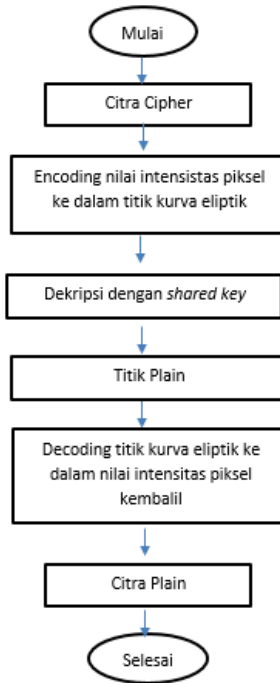 Mulai
Citra Cipher
Encoding nilai intensistas piksel
ke dalam titik kurva eliptik
Dekripsi dengan shared key
Titik Plain
Decoding titik kurva eliptik ke
dalam nilai intensitas piksel
kembalil
Citra Plain
Selesai